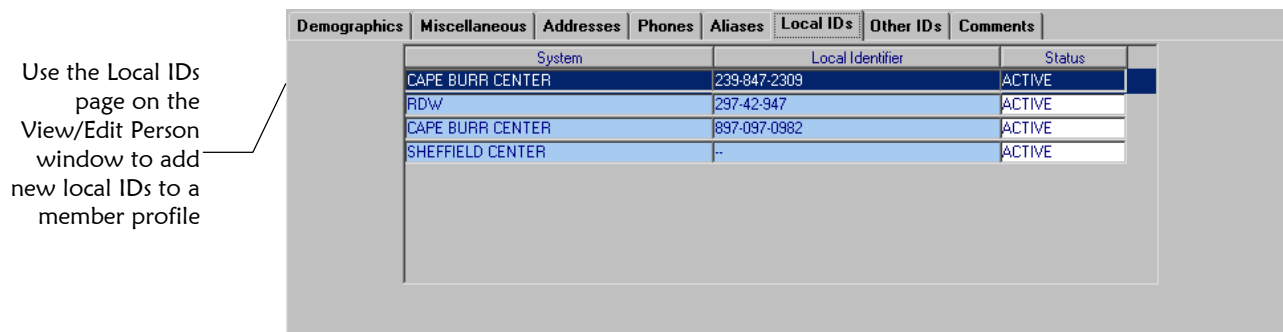 Demographics Miscellaneous Addresses Phones Aliases Local IDs Other IDs Comments
System Local Identifier Status
CAPE BURR CENTER 239-847-2309 ACTIVE
RDW 297-42-947 ACTIVE
CAPE BURR CENTER 897-097-0982 ACTIVE
SHEFFIELD CENTER -- ACTIVE
Use the Local IDs
page on the
View/Edit Person
window to add
new local IDs to a
member profile